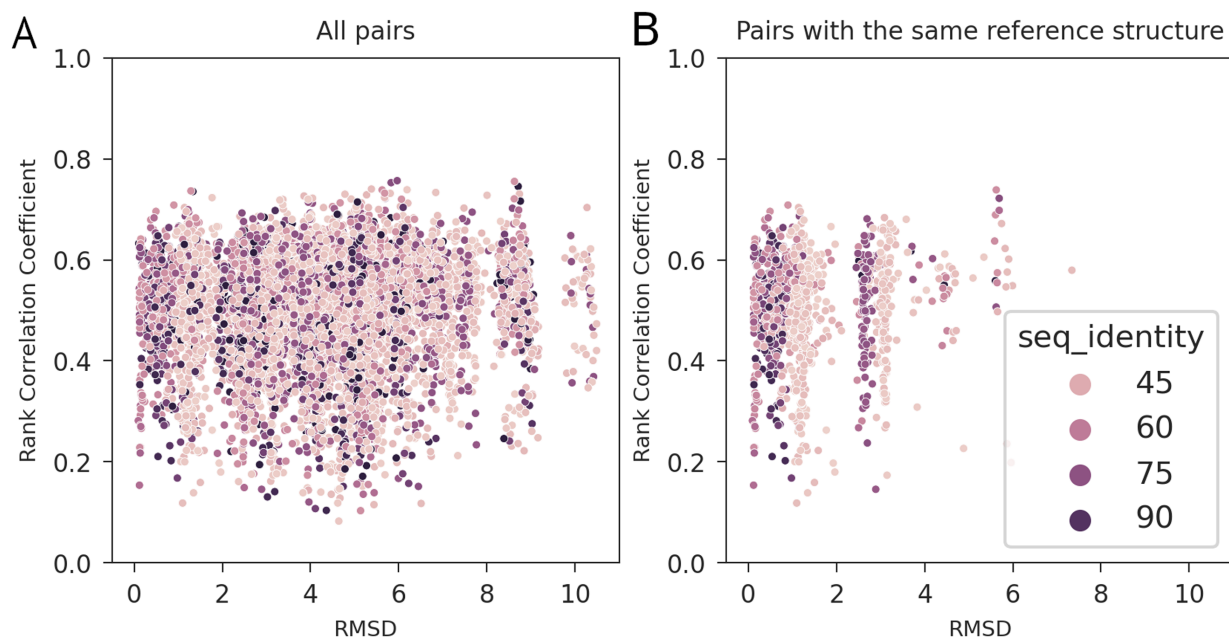 A
All pairs
1.0
0.8
0.6
0.4
0.2
0.0
Rank Correlation Coefficient
0 2 4 6 8 10
RMSD
B
Pairs with the same reference structure
1.0
0.8
0.6
0.4
0.2
0.0
Rank Correlation Coefficient
0 2 4 6 8 10
RMSD
seq_identity
45
60
75
90